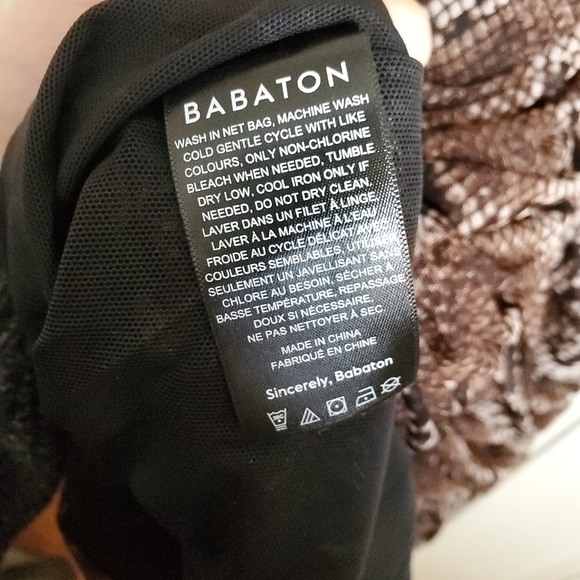 BABATON
WASH IN NET BAG, MACHINE WASH
COLD GENTLE CYCLE WITH LIKE
COLOURS, ONLY NON-CHLORINE
BLEACH WHEN NEEDED, TUMBLE
DRY LOW, COOL IRON ONLY IF
NEEDED, DO NOT DRY CLEAN.
LAVER DANS UN FILET À LINGE,
LAVER À LA MACHINE À L'EAU
FROIDE AU CYCLE DÉLICAT AVEC
COULEURS SEMBLABLES,
SEULEMENT UN JAVELLISANT SANS
CHLORE AU BESOIN, SÉCHER À
BASSE TEMPÉRATURE, REPASSAGE
DOUX SI NÉCESSAIRE,
NE PAS NETTOYER À SEC.
MADE IN CHINA
FABRIQUÉ EN CHINE
Sincerely, Babaton